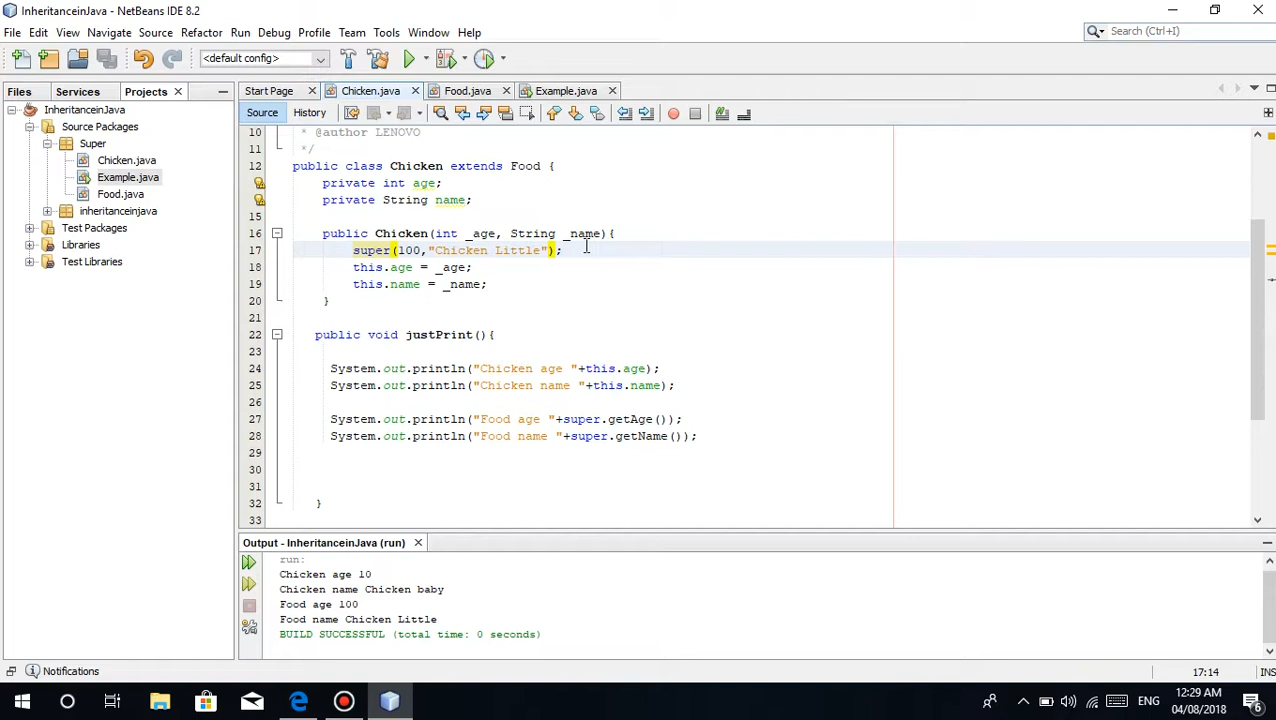 InheritanceinJava - NetBeans IDE 8.2
File Edit View Navigate Source Refactor Run Debug Profile Team Tools Window Help
Search (Ctrl+I)
<default config>
Files Services Projects
Start Page Chicken.java Food.java Example.java
Source History
InheritanceinJava
Source Packages
Super
Chicken.java
Example.java
Food.java
inheritanceinjava
Test Packages
Libraries
Test Libraries
10 * @author LENOVO
11 */
12 public class Chicken extends Food {
13 private int age;
14 private String name;
15
16 public Chicken(int _age, String _name){
17 super(100,"Chicken Little");
18 this.age = _age;
19 this.name = _name;
20 }
21
22 public void justPrint(){
23
24 System.out.println("Chicken age "+this.age);
25 System.out.println("Chicken name "+this.name);
26
27 System.out.println("Food age "+super.getAge());
28 System.out.println("Food name "+super.getName());
29
30
31
32 }
33
Output - InheritanceinJava (run)
run:
Chicken age 10
Chicken name Chicken baby
Food age 100
Food name Chicken Little
BUILD SUCCESSFUL (total time: 0 seconds)
Notifications
17:14 INS
ENG
12:29 AM
04/08/2018
6